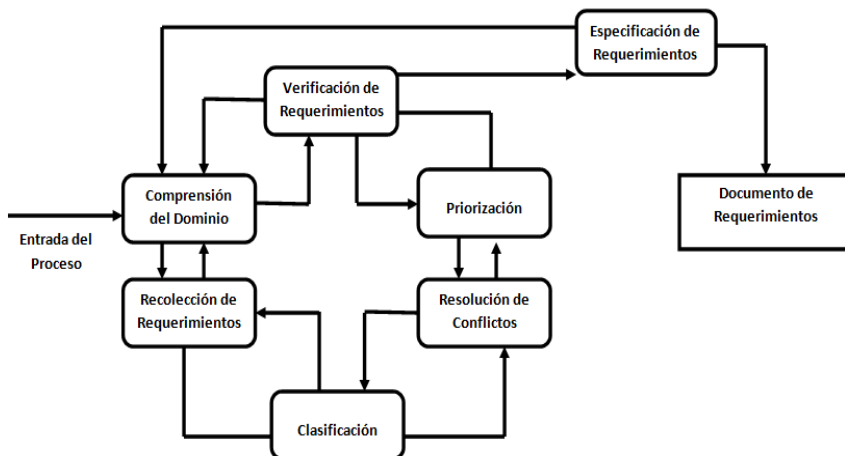 Especificación de
Requerimientos
Verificación de
Requerimientos
Comprensión
del Dominio
Priorización
Documento de
Requerimientos
Entrada del
Proceso
Recolección de
Requerimientos
Resolución de
Conflictos
Clasificación